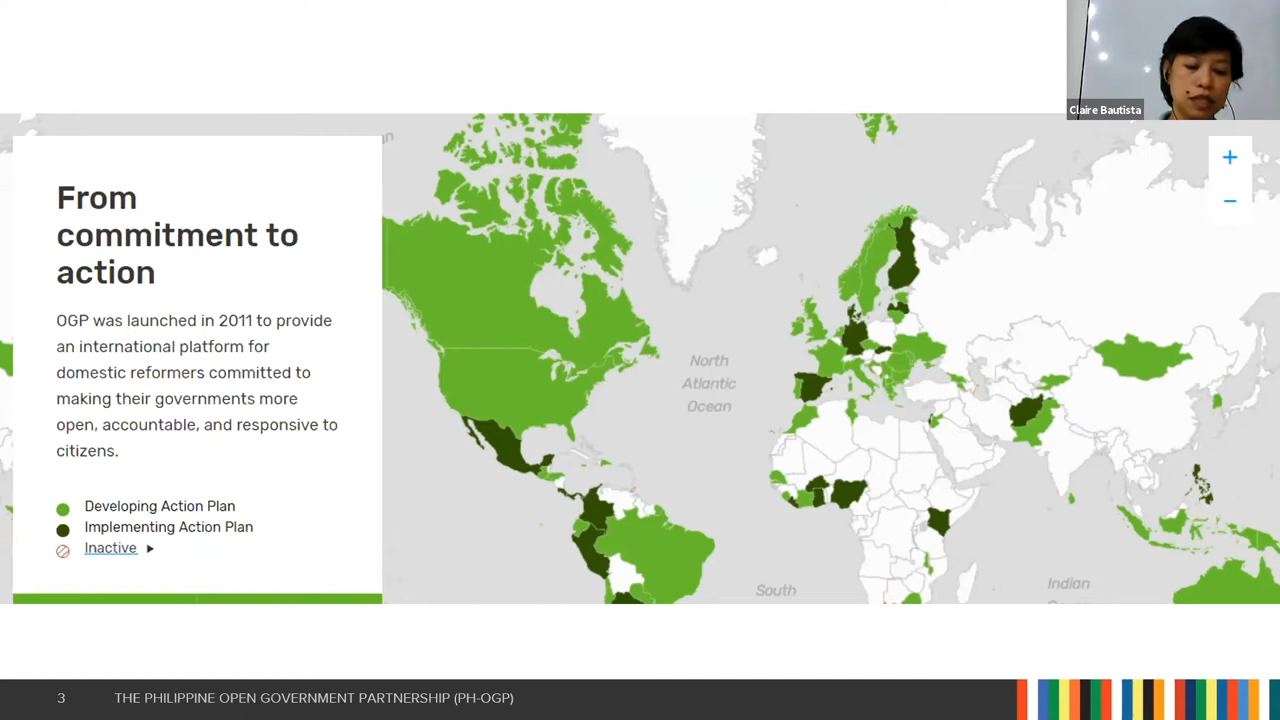 Claire Bautista
From
commitment to
action
OGP was launched in 2011 to provide
an international platform for
domestic reformers committed to
making their governments more
open, accountable, and responsive to
citizens.
Developing Action Plan
Implementing Action Plan
Inactive
North
Atlantic
Ocean
South
Indian
3 THE PHILIPPINE OPEN GOVERNMENT PARTNERSHIP (PH-OGP)